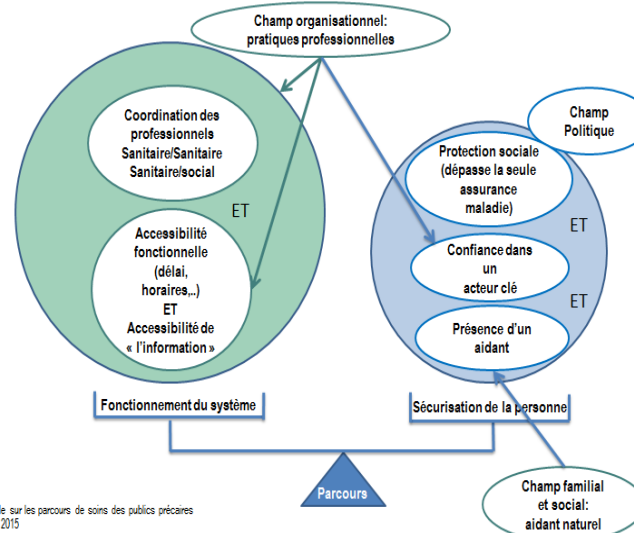 Champ organisationnel:
pratiques professionnelles
Coordination des
professionnels
Sanitaire/Sanitaire
Sanitaire/social
ET
Accessibilité
fonctionnelle
(délai,
horaires,..)
ET
Accessibilité de
« l'information »
Champ
Politique
Protection sociale
(dépasse la seule
assurance
maladie)
ET
Confiance dans
un
acteur clé
ET
Présence d'un
aidant
Fonctionnement du système
Sécurisation de la personne
Parcours
Champ familial
et social:
aidant naturel
sur les parcours de soins des publics précaires
2015